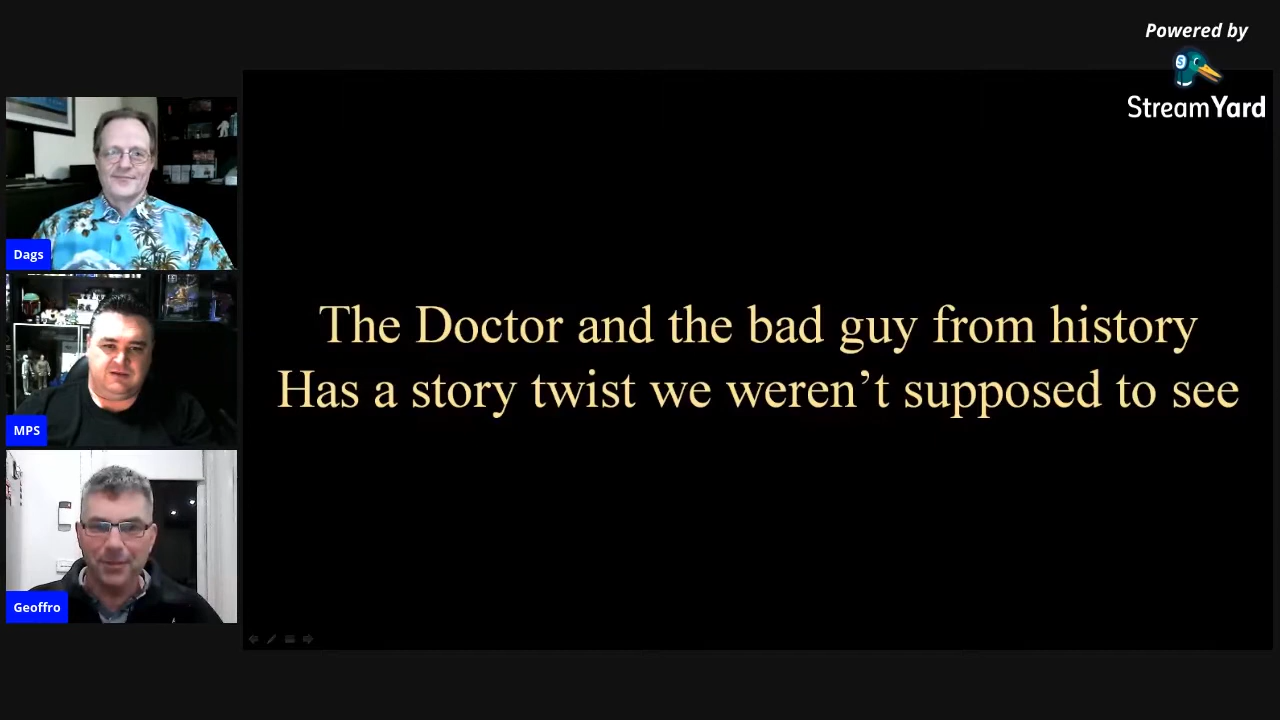 Powered by
StreamYard
Dags
MPS
Geoffro
The Doctor and the bad guy from history
Has a story twist we weren’t supposed to see